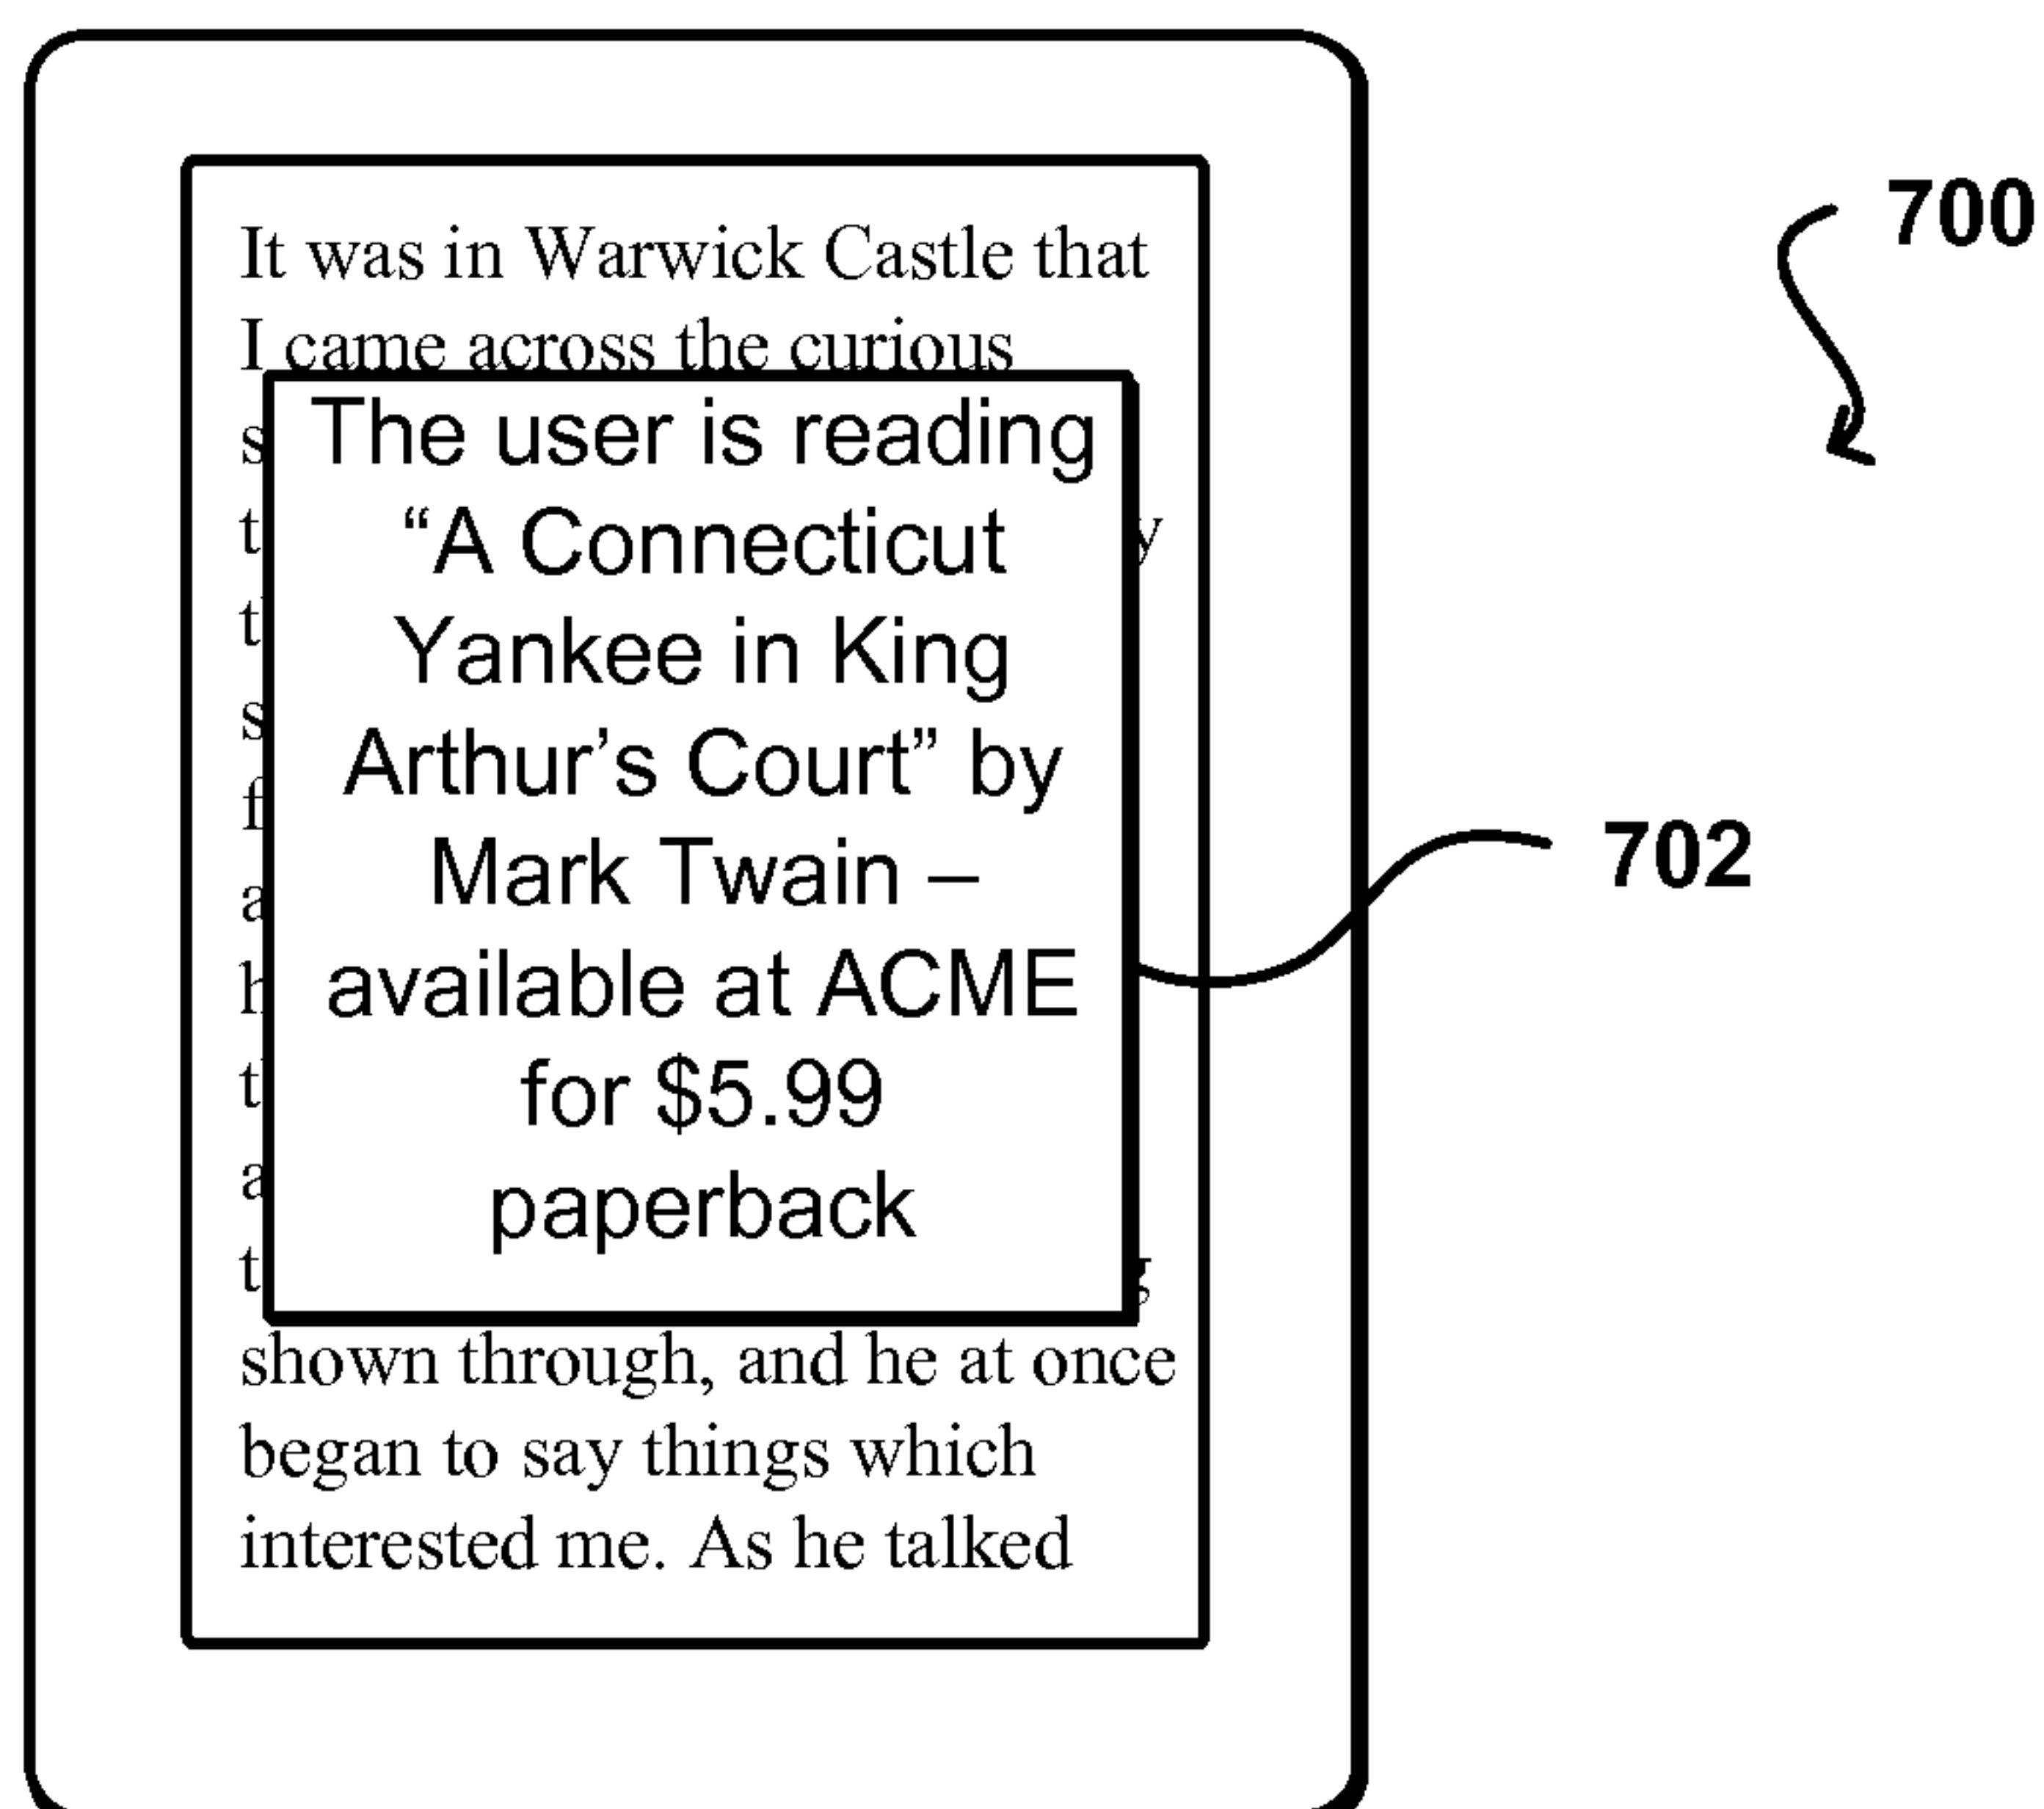 It was in Warwick Castle that
I came across the curious
The user is reading
“A Connecticut
Yankee in King
Arthur’s Court” by
Mark Twain –
available at ACME
for $5.99
paperback
shown through, and he at once
began to say things which
interested me. As he talked
700
702